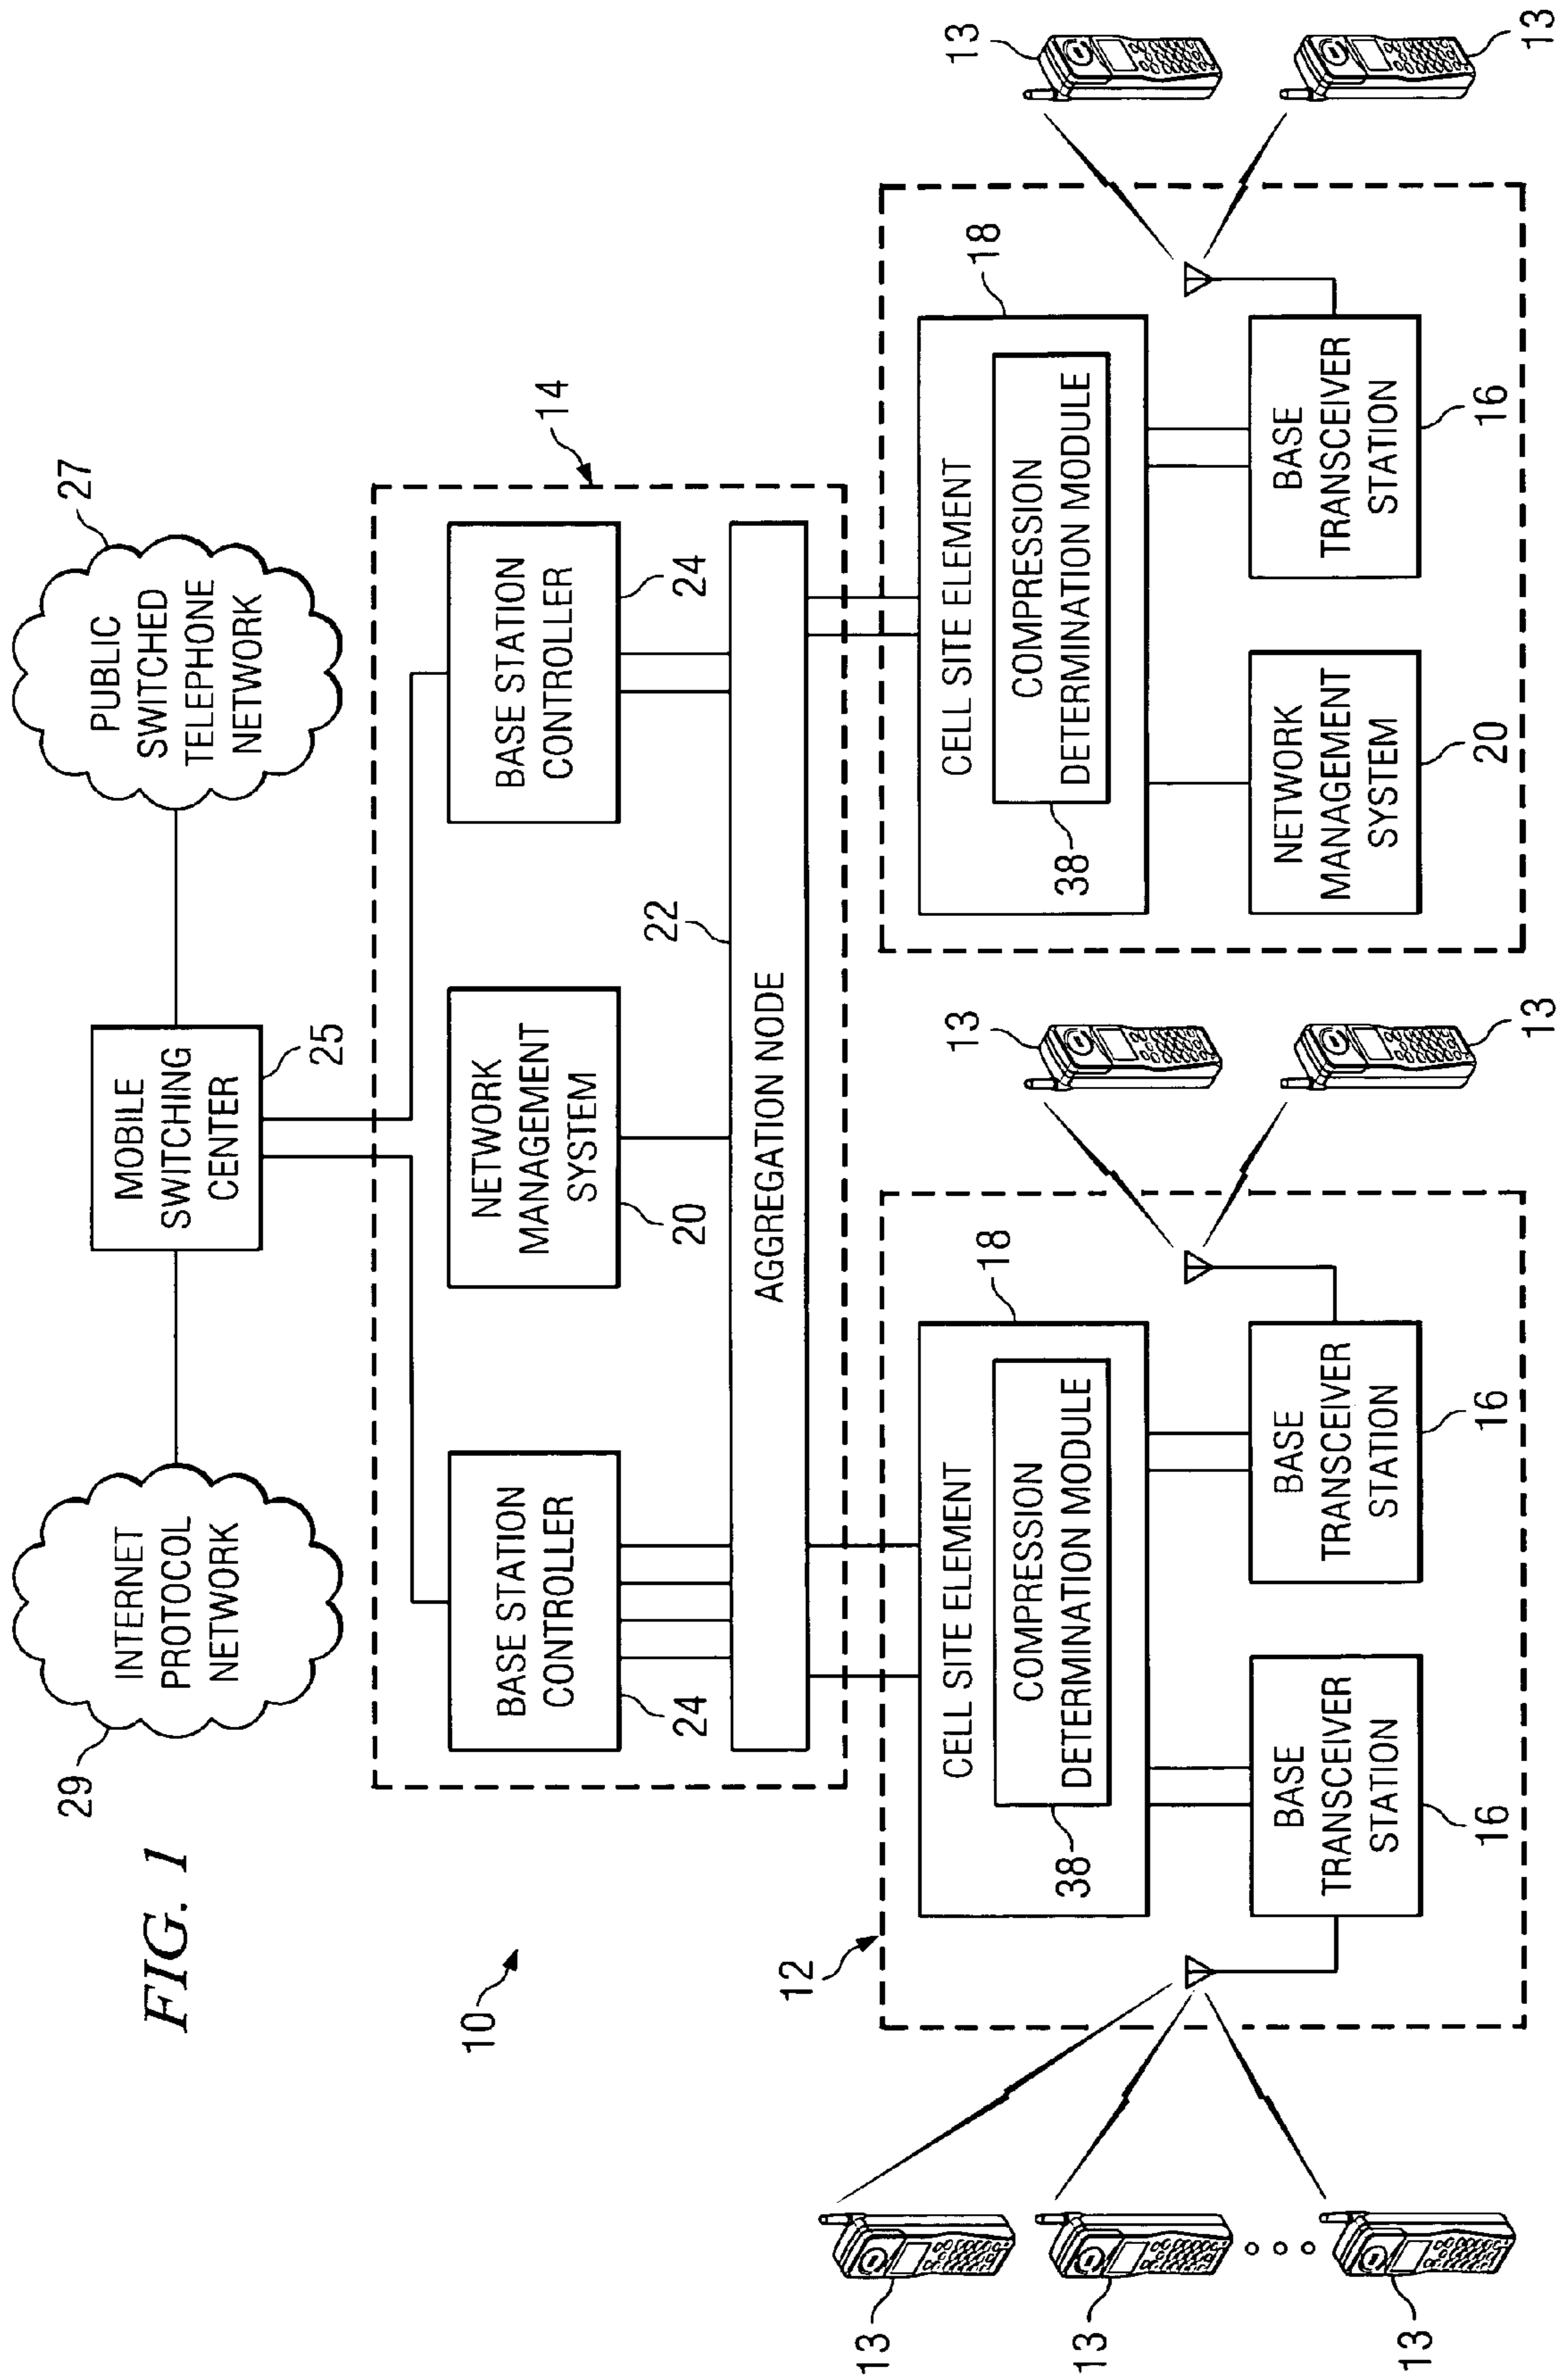 FIG. 1
10
29
INTERNET
PROTOCOL
NETWORK
MOBILE
SWITCHING
CENTER
25
PUBLIC
SWITCHED
TELEPHONE
NETWORK
27
14
BASE STATION
CONTROLLER
24
NETWORK
MANAGEMENT
SYSTEM
20
BASE STATION
CONTROLLER
24
22
AGGREGATION NODE
12
CELL SITE ELEMENT
18
COMPRESSION
DETERMINATION MODULE
38
BASE
TRANSCEIVER
STATION
16
BASE
TRANSCEIVER
STATION
16
13
13
13
13
13
CELL SITE ELEMENT
18
COMPRESSION
DETERMINATION MODULE
38
NETWORK
MANAGEMENT
SYSTEM
20
BASE
TRANSCEIVER
STATION
16
13
13